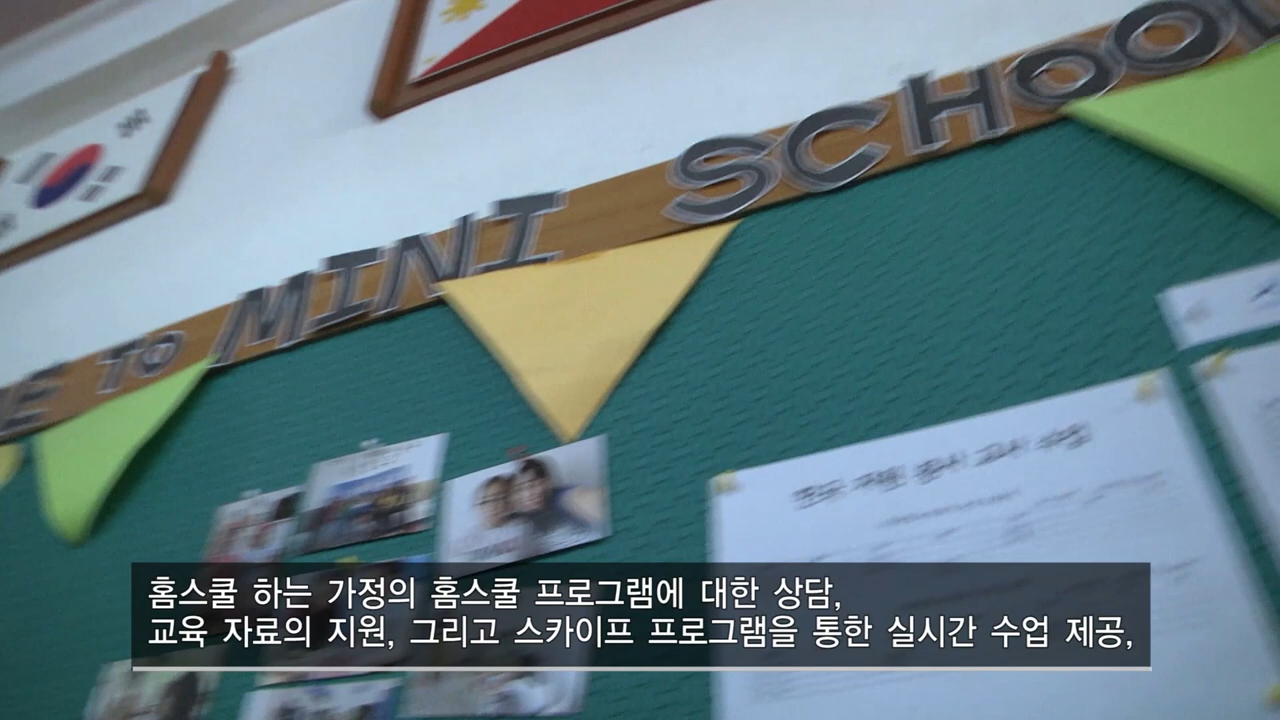 E To MINI SCHOOL
홈스쿨 하는 가정의 홈스쿨 프로그램에 대한 상담,
교육 자료의 지원, 그리고 스카이프 프로그램을 통한 실시간 수업 제공,